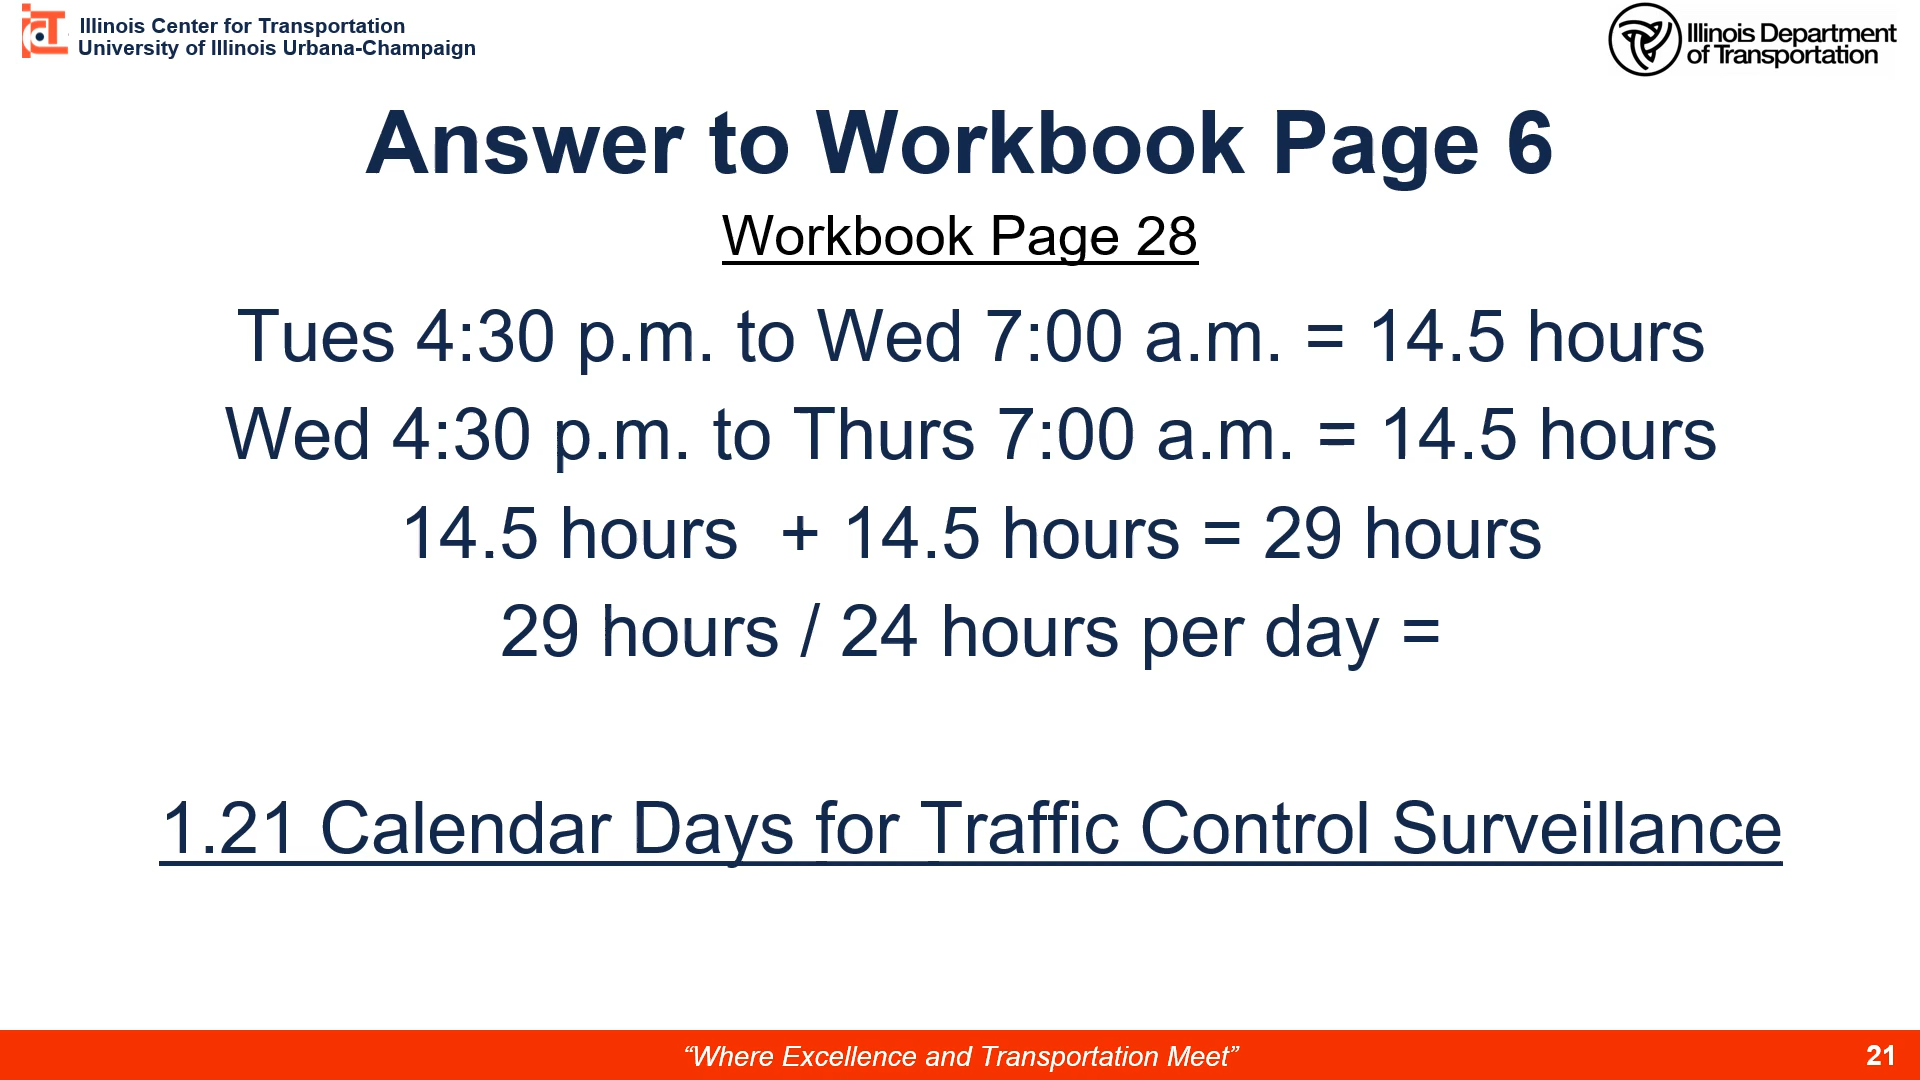 Illinois Center for Transportation
University of Illinois Urbana-Champaign
Illinois Department
of Transportation
Answer to Workbook Page 6
Workbook Page 28
Tues 4:30 p.m. to Wed 7:00 a.m. = 14.5 hours
Wed 4:30 p.m. to Thurs 7:00 a.m. = 14.5 hours
14.5 hours  + 14.5 hours = 29 hours
29 hours / 24 hours per day =
1.21 Calendar Days for Traffic Control Surveillance
“Where Excellence and Transportation Meet”
21